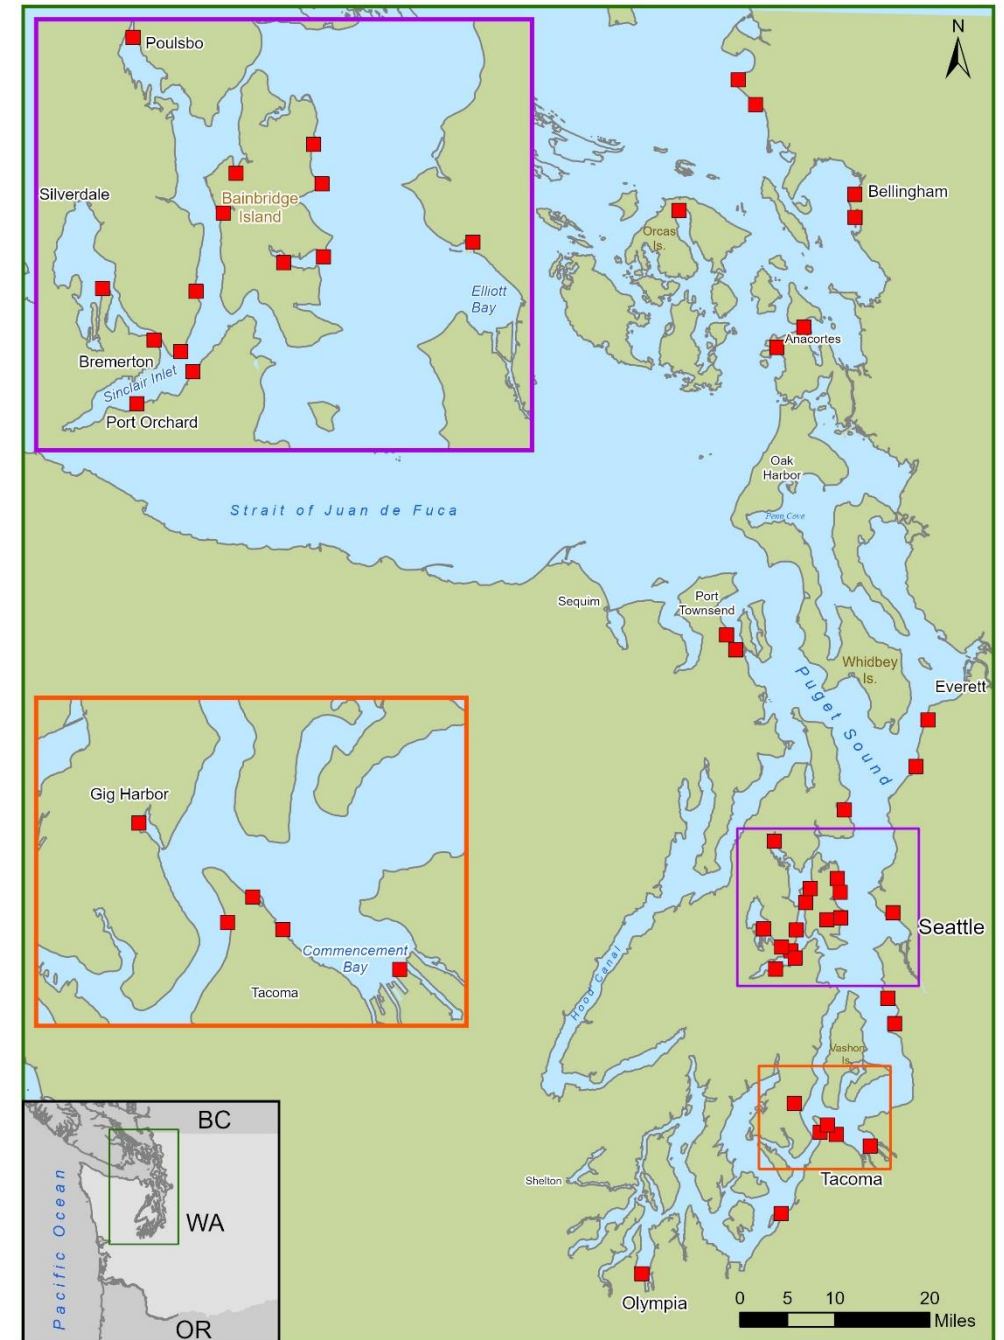 N
Poulsbo
Silverdale
Bainbridge
Island
Elliott
Bay
Bremerton
Sinclair Inlet
Port Orchard
Bellingham
Orcas
Is.
Anacortes
Oak
Harbor
Penn Cove
Strait of Juan de Fuca
Sequim
Port
Townsend
Whidbey
Is.
Everett
Puget Sound
Gig Harbor
Commencement
Bay
Tacoma
Seattle
Hood Canal
Vashon
Is.
Shelton
Tacoma
Olympia
BC
WA
OR
Pacific Ocean
0 5 10 20
Miles